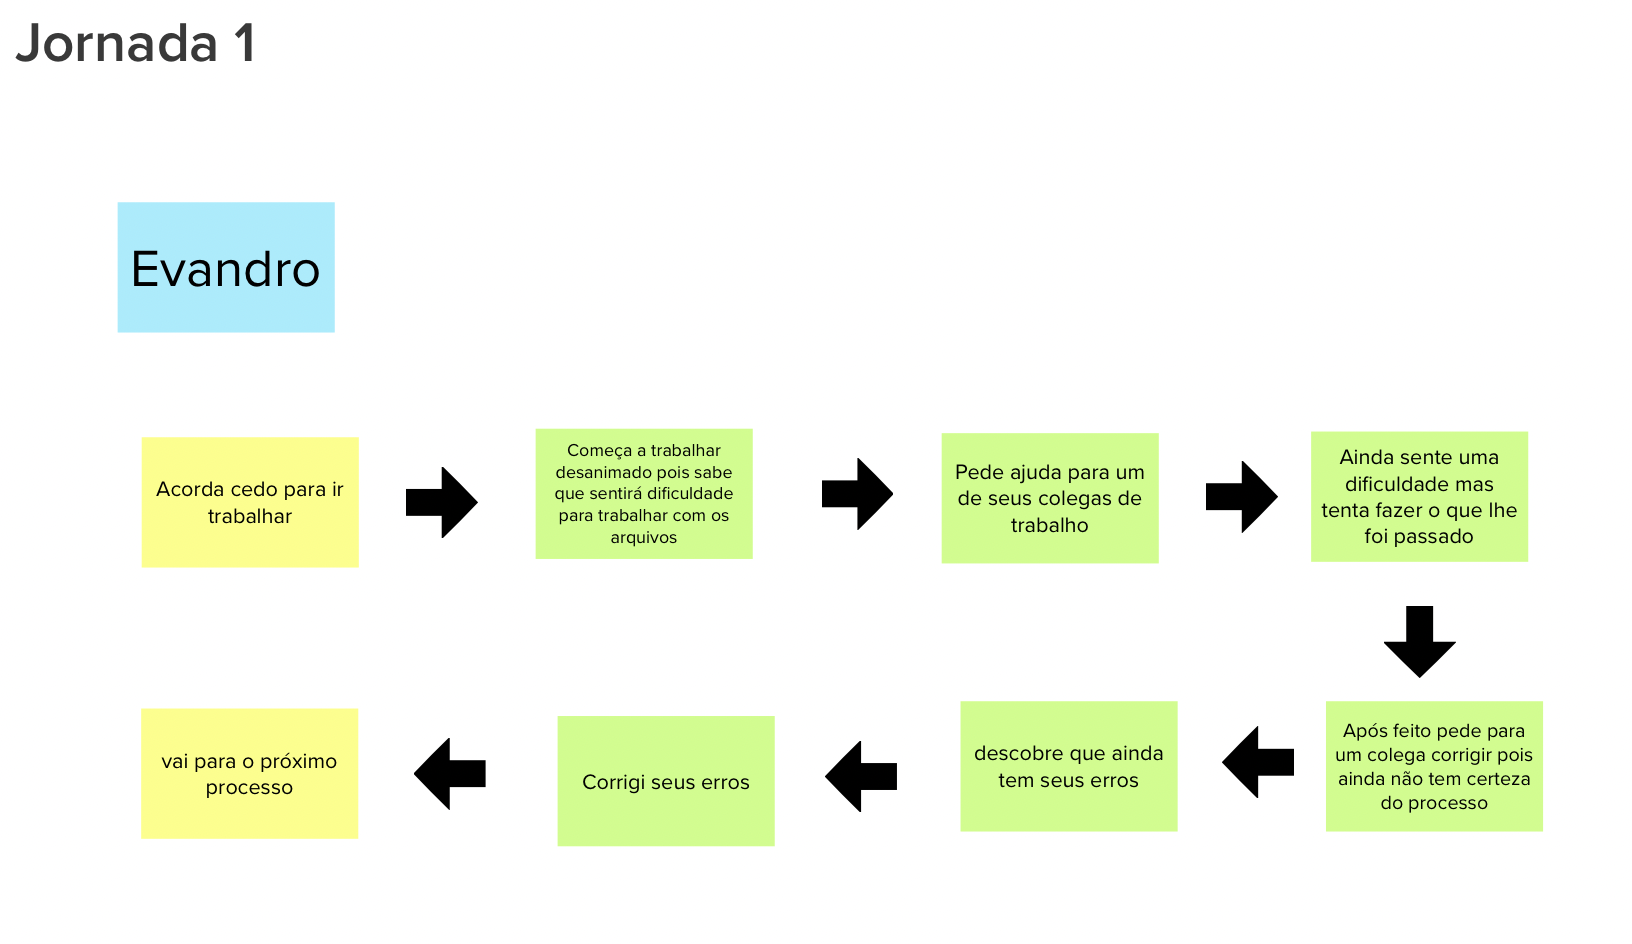 Jornada 1
Evandro
Acorda cedo para ir
trabalhar
Começa a trabalhar
desanimado pois sabe
que sentirá dificuldade
para trabalhar com os
arquivos
Pede ajuda para um
de seus colegas de
trabalho
Ainda sente uma
dificuldade mas
tenta fazer o que lhe
foi passado
Após feito pede para
um colega corrigir pois
ainda não tem certeza
do processo
descobre que ainda
tem seus erros
Corrigi seus erros
vai para o próximo
processo